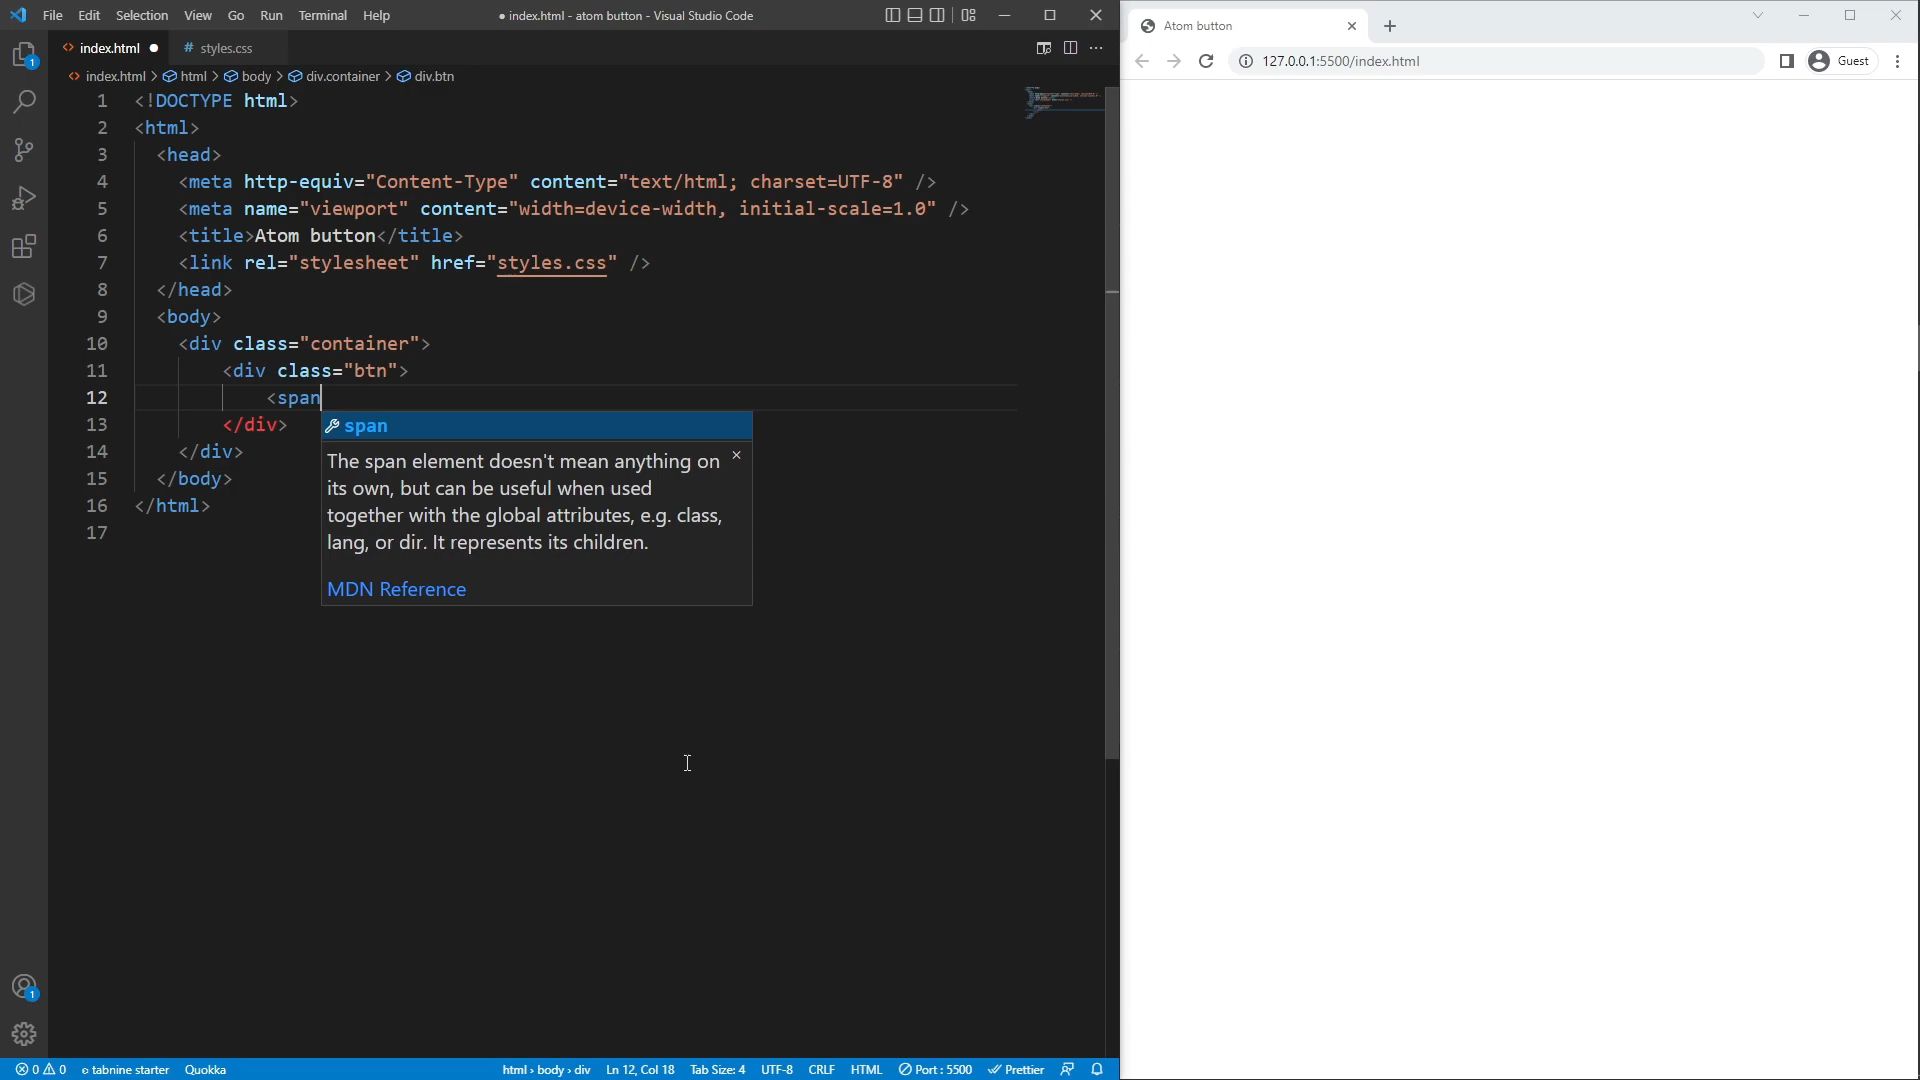 File Edit Selection View Go Run Terminal Help
● index.html - atom button - Visual Studio Code
index.html ● # styles.css
index.html > html > body > div.container > div.btn
1 <!DOCTYPE html>
2 <html>
3 <head>
4 <meta http-equiv="Content-Type" content="text/html; charset=UTF-8" />
5 <meta name="viewport" content="width=device-width, initial-scale=1.0" />
6 <title>Atom button</title>
7 <link rel="stylesheet" href="styles.css" />
8 </head>
9 <body>
10 <div class="container">
11 <div class="btn">
12 <span
13 </div>
14 </div>
15 </body>
16 </html>
17
span
The span element doesn't mean anything on
its own, but can be useful when used
together with the global attributes, e.g. class,
lang, or dir. It represents its children.
MDN Reference
1
1
0 0 tabnine starter Quokka
html › body › div Ln 12, Col 18 Tab Size: 4 UTF-8 CRLF HTML Port : 5500 Prettier
Atom button
127.0.0.1:5500/index.html
Guest